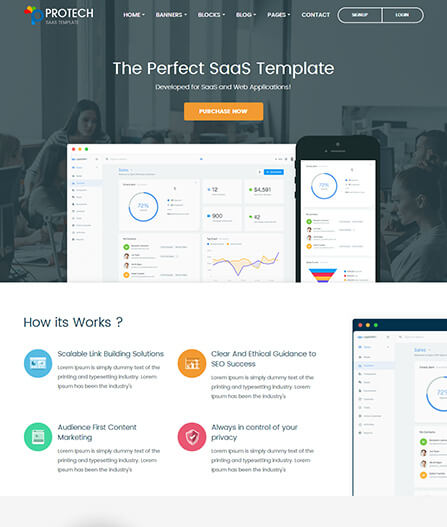 PROTECH
SAAS TEMPLATE
HOME BANNERS BLOCKS BLOG PAGES CONTACT
SIGNUP LOGIN
The Perfect SaaS Template
Developed for SaaS and Web Applications!
PURCHASE NOW
Sales
72%
12
$4,591
900
42
72%
How its Works ?
Scalable Link Building Solutions
Lorem Ipsum is simply dummy text of the
printing and typesetting industry. Lorem
Ipsum has been the industry's
Clear And Ethical Guidance to
SEO Success
Lorem Ipsum is simply dummy text of the
printing and typesetting industry. Lorem
Ipsum has been the industry's
Audience First Content
Marketing
Lorem Ipsum is simply dummy text of the
printing and typesetting industry. Lorem
Ipsum has been the industry's
Always in control of your
privacy
Lorem Ipsum is simply dummy text of the
printing and typesetting industry. Lorem
Ipsum has been the industry's
Sales
72%